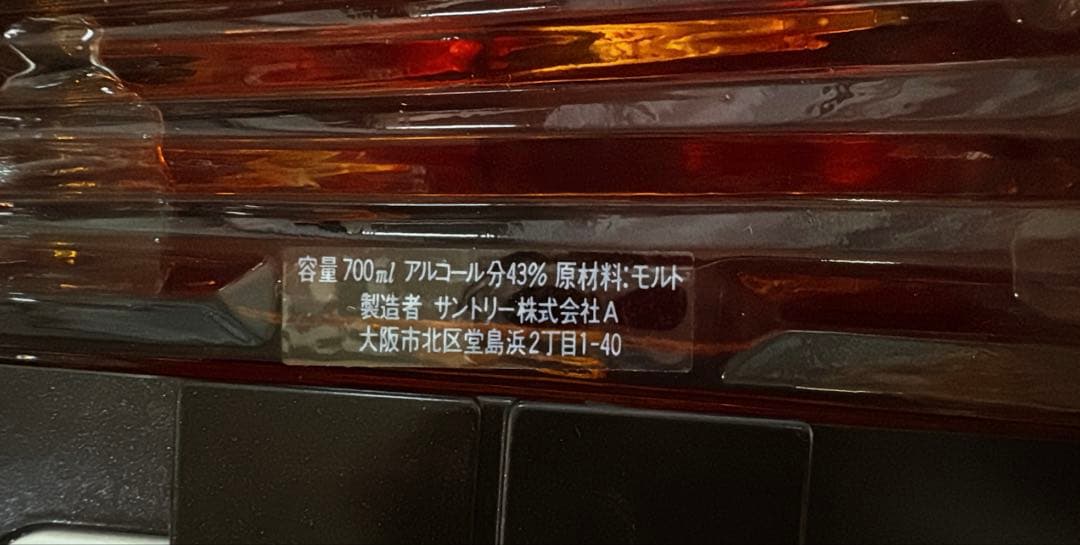 容量700ml アルコール分43% 原材料:モルト
製造者 サントリー株式会社A
大阪市北区堂島浜2丁目1-40